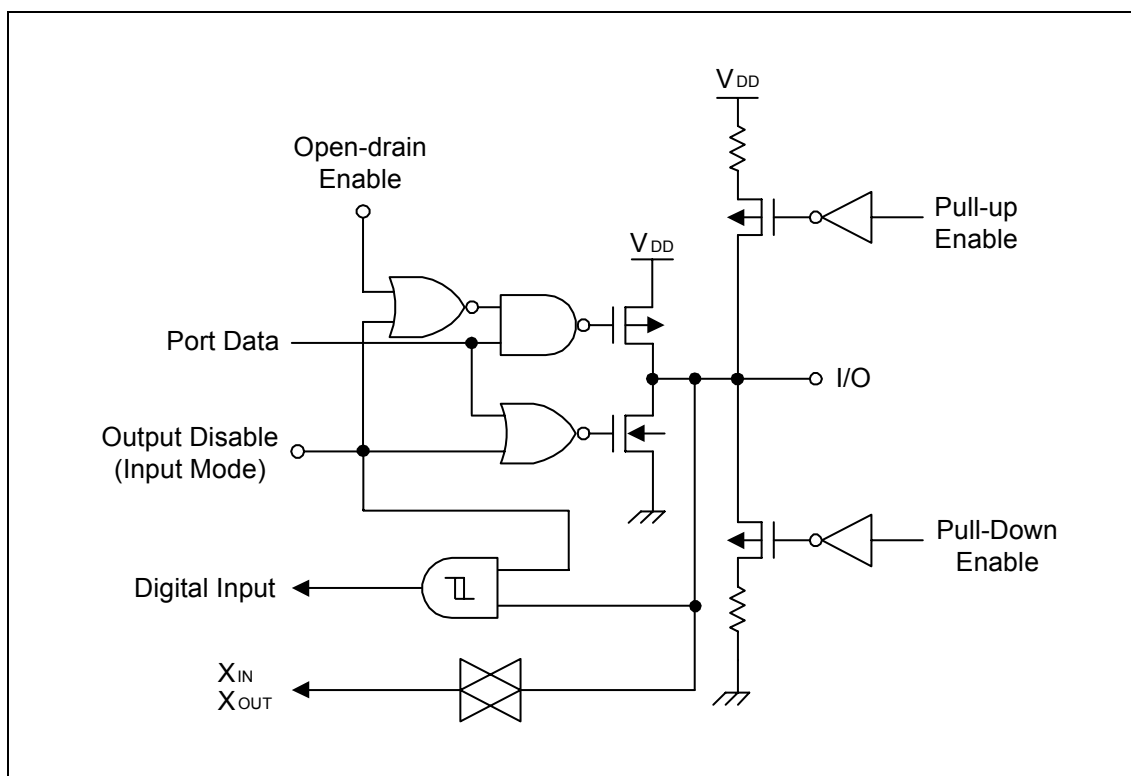 VDD
Open-drain
Enable
Pull-up
Enable
VDD
Port Data
I/O
Output Disable
(Input Mode)
Pull-Down
Enable
Digital Input
XIN
XOUT